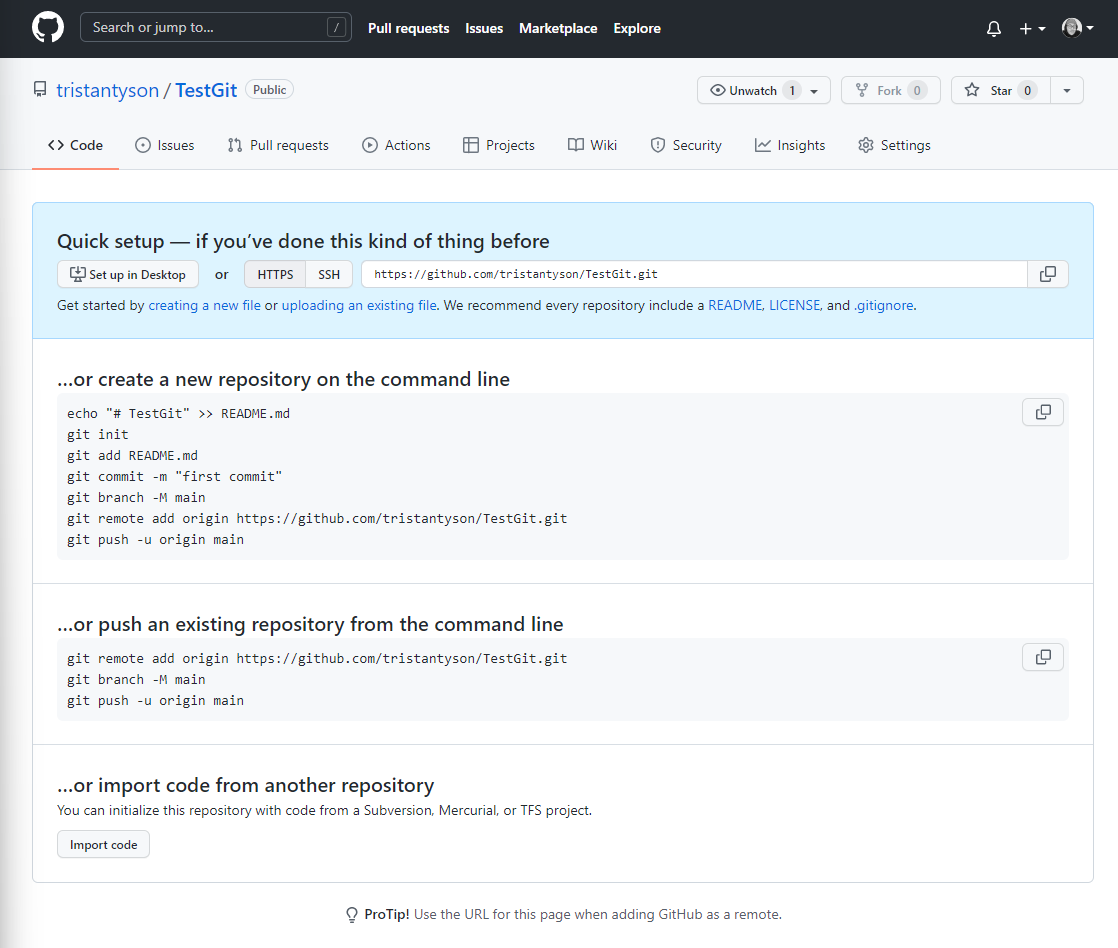 Search or jump to... / Pull requests Issues Marketplace Explore
tristantyson / TestGit Public Unwatch 1 Fork 0 Star 0
Code Issues Pull requests Actions Projects Wiki Security Insights Settings
Quick setup — if you’ve done this kind of thing before
Set up in Desktop or HTTPS SSH https://github.com/tristantyson/TestGit.git
Get started by creating a new file or uploading an existing file. We recommend every repository include a README, LICENSE, and .gitignore.
…or create a new repository on the command line
echo "# TestGit" >> README.md
git init
git add README.md
git commit -m "first commit"
git branch -M main
git remote add origin https://github.com/tristantyson/TestGit.git
git push -u origin main
…or push an existing repository from the command line
git remote add origin https://github.com/tristantyson/TestGit.git
git branch -M main
git push -u origin main
…or import code from another repository
You can initialize this repository with code from a Subversion, Mercurial, or TFS project.
Import code
ProTip! Use the URL for this page when adding GitHub as a remote.